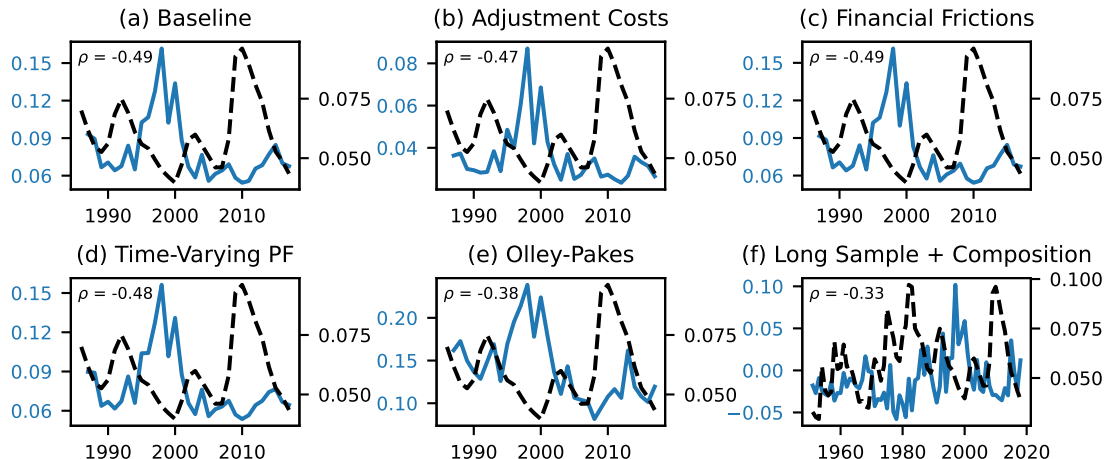 (a) Baseline
ρ = -0.49
0.15
0.12
0.09
0.06
0.075
0.050
1990 2000 2010
(b) Adjustment Costs
ρ = -0.47
0.08
0.06
0.04
0.075
0.050
1990 2000 2010
(c) Financial Frictions
ρ = -0.49
0.15
0.12
0.09
0.06
0.075
0.050
1990 2000 2010
(d) Time-Varying PF
ρ = -0.48
0.15
0.12
0.09
0.06
0.075
0.050
1990 2000 2010
(e) Olley-Pakes
ρ = -0.38
0.20
0.15
0.10
0.075
0.050
1990 2000 2010
(f) Long Sample + Composition
ρ = -0.33
0.10
0.05
0.00
−0.05
0.100
0.075
0.050
1960 1980 2000 2020